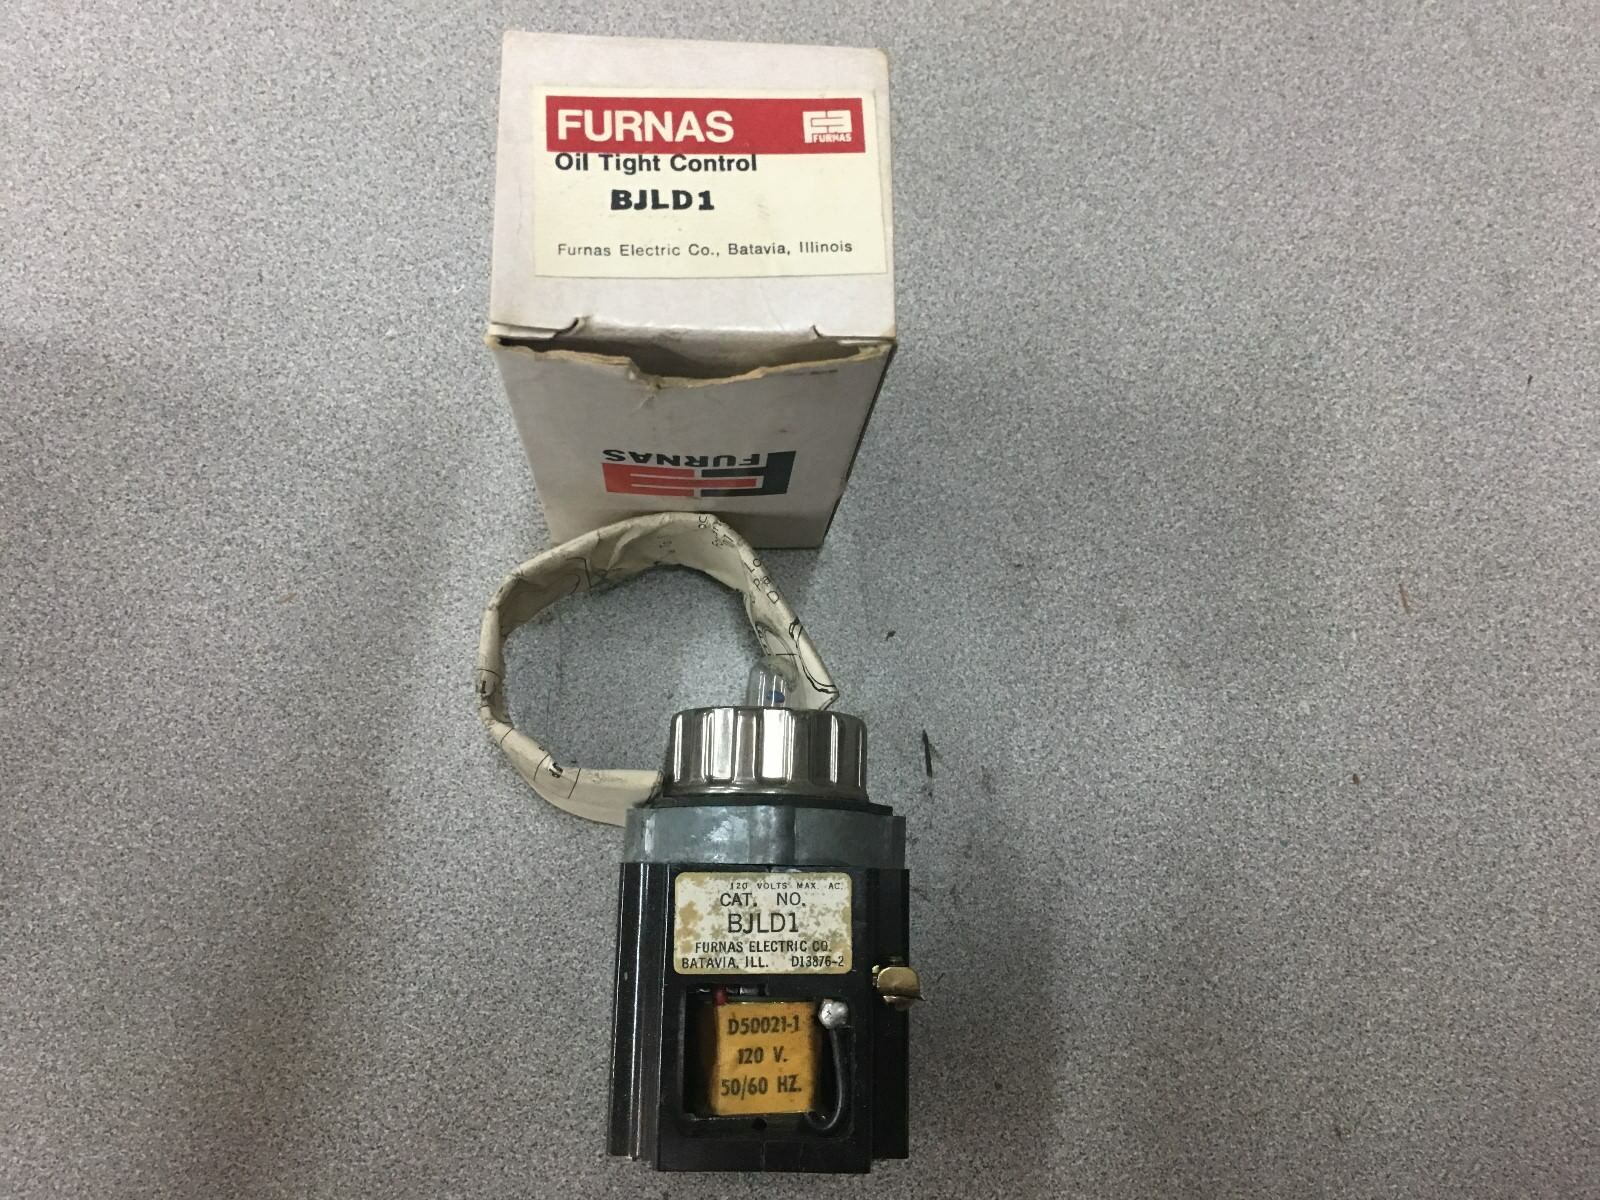 FURNAS
FURNAS
Oil Tight Control
BJLD1
Furnas Electric Co., Batavia, Illinois
FURNAS
120 VOLTS MAX. AC.
CAT. NO.
BJLD1
FURNAS ELECTRIC CO.
BATAVIA, ILL. D13876-2
D50021-1
120 V.
50/60 HZ.